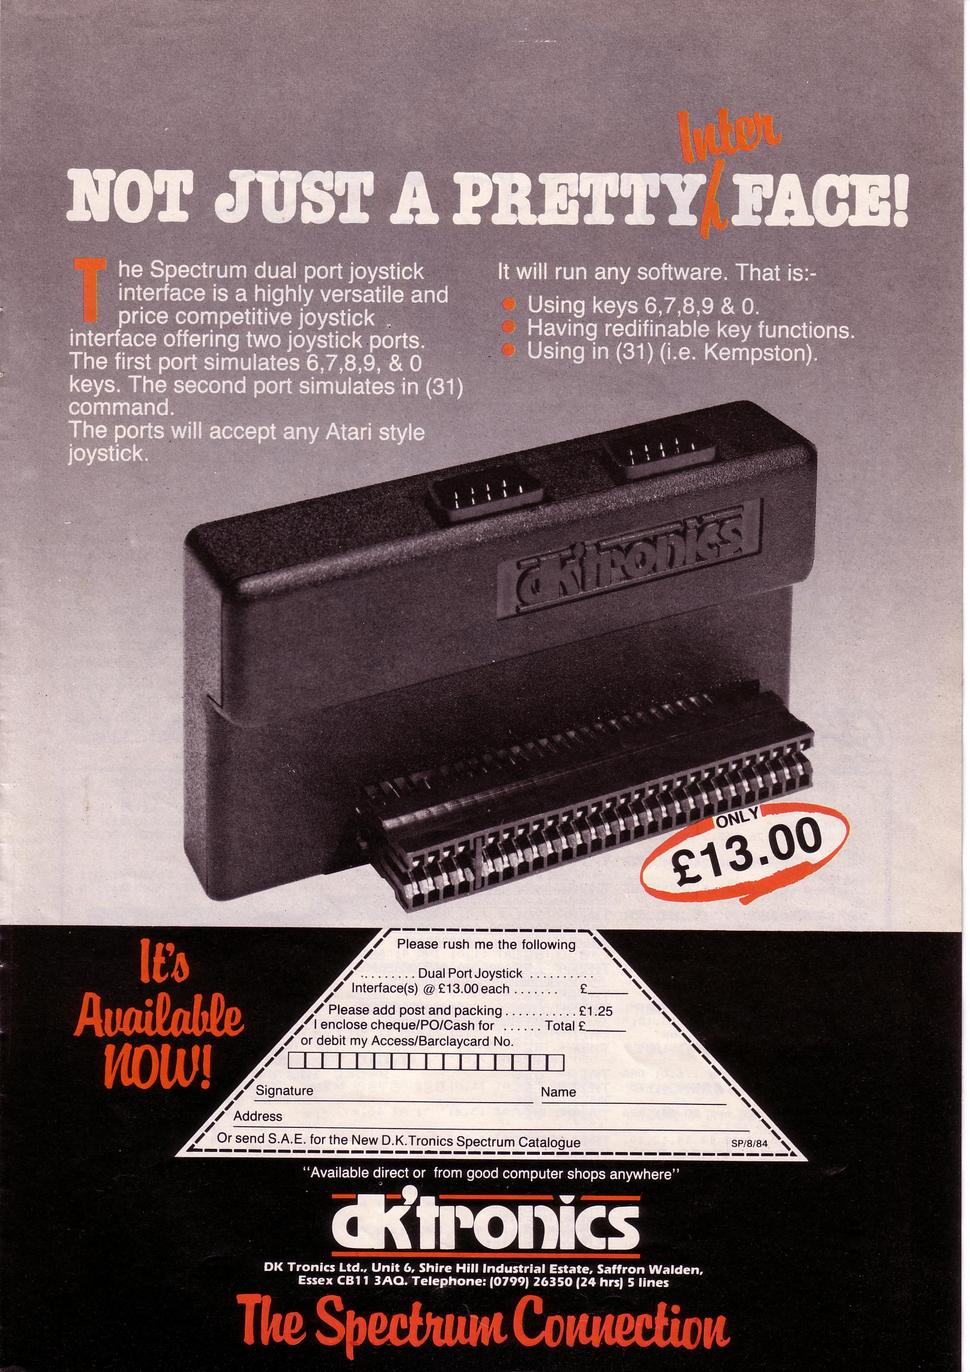 Inter
NOT JUST A PRETTY FACE!
The Spectrum dual port joystick
interface is a highly versatile and
price competitive joystick
interface offering two joystick ports.
The first port simulates 6,7,8,9, & 0
keys. The second port simulates in (31)
command.
The ports will accept any Atari style
joystick.
It will run any software. That is:-
Using keys 6,7,8,9 & 0.
Having redifinable key functions.
Using in (31) (i.e. Kempston).
dk'tronics
ONLY
£13.00
It's
Available
NOW!
Please rush me the following
......... Dual Port Joystick ..........
Interface(s) @ £13.00 each ....... £_____
Please add post and packing ........... £1.25
I enclose cheque/PO/Cash for ...... Total £_____
or debit my Access/Barclaycard No.
Signature Name
Address
Or send S.A.E. for the New D.K.Tronics Spectrum Catalogue SP/8/84
"Available direct or from good computer shops anywhere"
dk'tronics
DK Tronics Ltd., Unit 6, Shire Hill Industrial Estate, Saffron Walden,
Essex CB11 3AQ. Telephone: (0799) 26350 (24 hrs) 5 lines
The Spectrum Connection